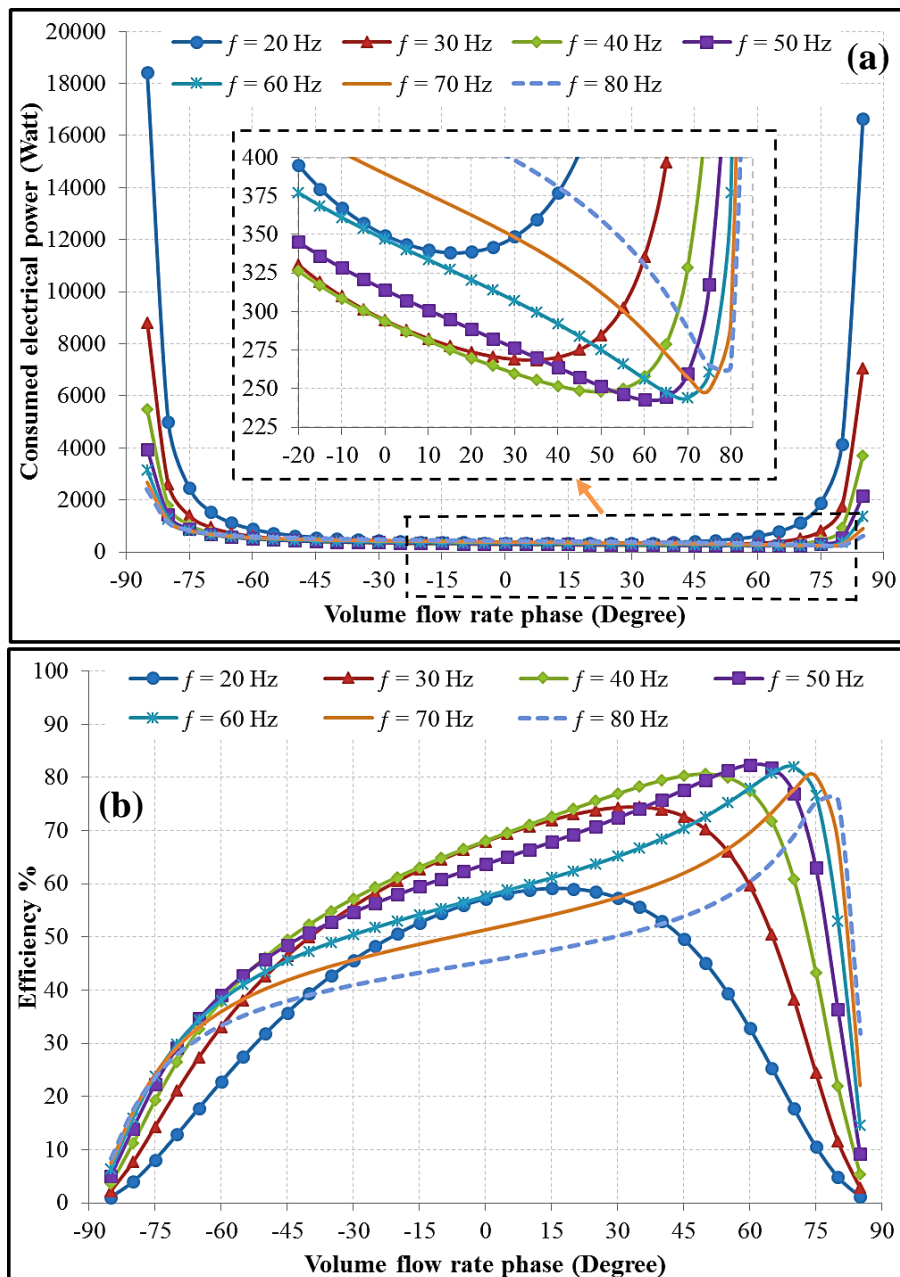 (a)
f = 20 Hz f = 30 Hz f = 40 Hz f = 50 Hz
f = 60 Hz f = 70 Hz f = 80 Hz
Consumed electrical power (Watt)
20000
18000
16000
14000
12000
10000
8000
6000
4000
2000
0
400
375
350
325
300
275
250
225
-20 -10 0 10 20 30 40 50 60 70 80
-90 -75 -60 -45 -30 -15 0 15 30 45 60 75 90
Volume flow rate phase (Degree)
f = 20 Hz f = 30 Hz f = 40 Hz f = 50 Hz
f = 60 Hz f = 70 Hz f = 80 Hz
(b)
Efficiency %
100
90
80
70
60
50
40
30
20
10
0
-90 -75 -60 -45 -30 -15 0 15 30 45 60 75 90
Volume flow rate phase (Degree)